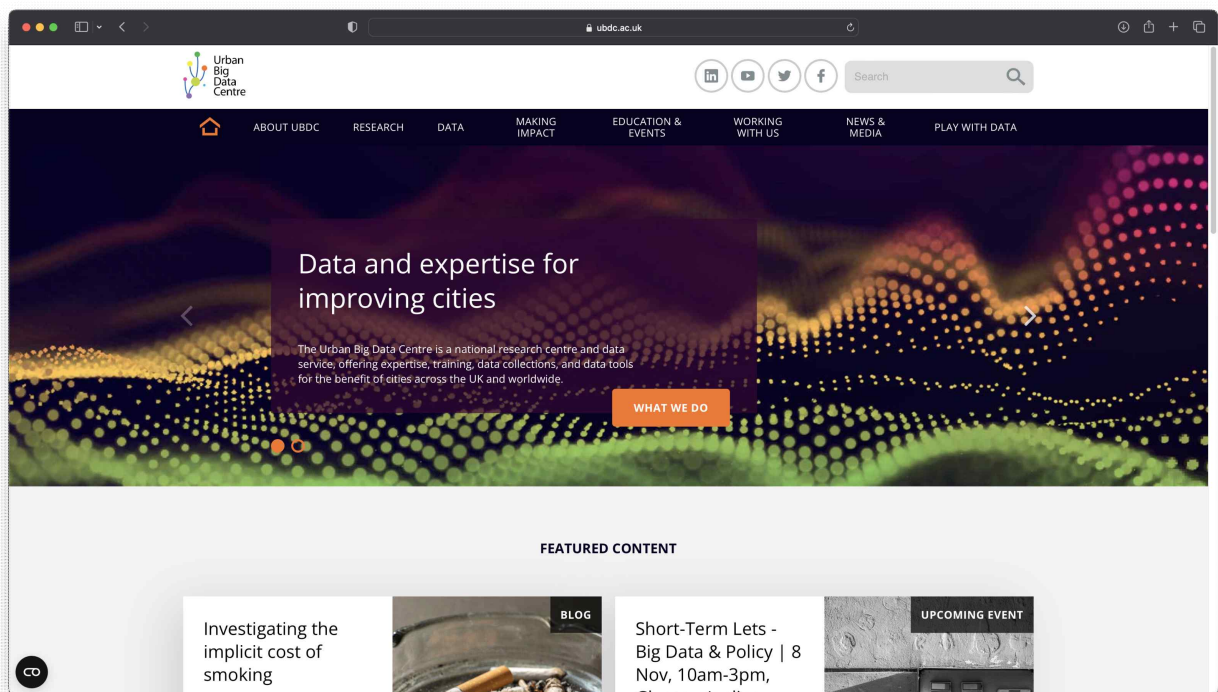 ubdc.ac.uk
Urban
Big
Data
Centre
Search
ABOUT UBDC
RESEARCH
DATA
MAKING
IMPACT
EDUCATION &
EVENTS
WORKING
WITH US
NEWS &
MEDIA
PLAY WITH DATA
Data and expertise for
improving cities
The Urban Big Data Centre is a national research centre and data
service, offering expertise, training, data collections, and data tools
for the benefit of cities across the UK and worldwide.
WHAT WE DO
FEATURED CONTENT
Investigating the
implicit cost of
smoking
BLOG
Short-Term Lets -
Big Data & Policy | 8
Nov, 10am-3pm,
UPCOMING EVENT